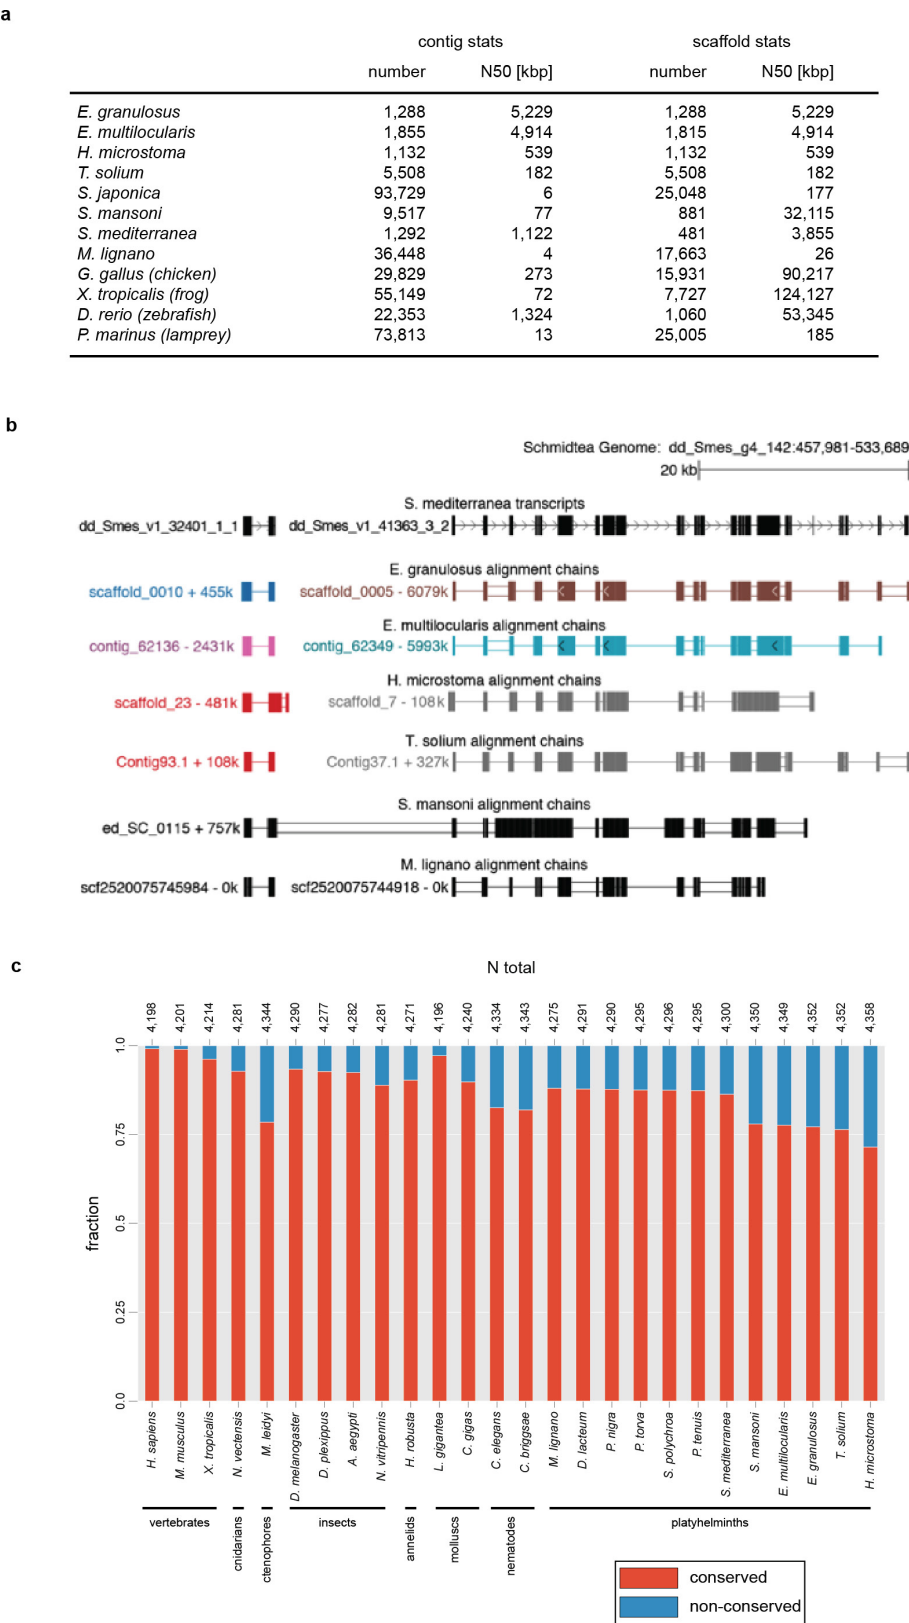 a
contig stats scaffold stats
number N50 [kbp] number N50 [kbp]
E. granulosus 1,288 5,229 1,288 5,229
E. multilocularis 1,855 4,914 1,815 4,914
H. microstoma 1,132 539 1,132 539
T. solium 5,508 182 5,508 182
S. japonica 93,729 6 25,048 177
S. mansoni 9,517 77 881 32,115
S. mediterranea 1,292 1,122 481 3,855
M. lignano 36,448 4 17,663 26
G. gallus (chicken) 29,829 273 15,931 90,217
X. tropicalis (frog) 55,149 72 7,727 124,127
D. rerio (zebrafish) 22,353 1,324 1,060 53,345
P. marinus (lamprey) 73,813 13 25,005 185
b
Schmidtea Genome: dd_Smes_g4_142:457,981-533,689
20 kb
S. mediterranea transcripts
dd_Smes_v1_32401_1_1 dd_Smes_v1_41363_3_2
E. granulosus alignment chains
scaffold_0010 + 455k scaffold_0005 - 6079k
E. multilocularis alignment chains
contig_62136 - 2431k contig_62349 - 5993k
H. microstoma alignment chains
scaffold_23 - 481k scaffold_7 - 108k
T. solium alignment chains
Contig93.1 + 108k Contig37.1 + 327k
S. mansoni alignment chains
ed_SC_0115 + 757k
M. lignano alignment chains
scf2520075745984 - 0k scf2520075744918 - 0k
c
N total
4,198 4,201 4,214 4,281 4,344 4,290 4,277 4,282 4,281 4,271 4,196 4,240 4,334 4,343 4,275 4,291 4,290 4,295 4,296 4,295 4,300 4,350 4,349 4,352 4,352 4,358
1.0
0.75
0.5
0.25
0.0
fraction
H. sapiens M. musculus X. tropicalis N. vectensis M. leidyi D. melanogaster D. plexippus A. aegypti N. vitripennis H. robusta L. gigantea C. gigas C. elegans C. briggsae M. lignano D. lacteum P. nigra P. torva S. polychroa P. tenuis S. mediterranea S. mansoni E. multilocularis E. granulosus T. solium H. microstoma
vertebrates cnidarians ctenophores insects annelids molluscs nematodes platyhelminths
conserved
non-conserved